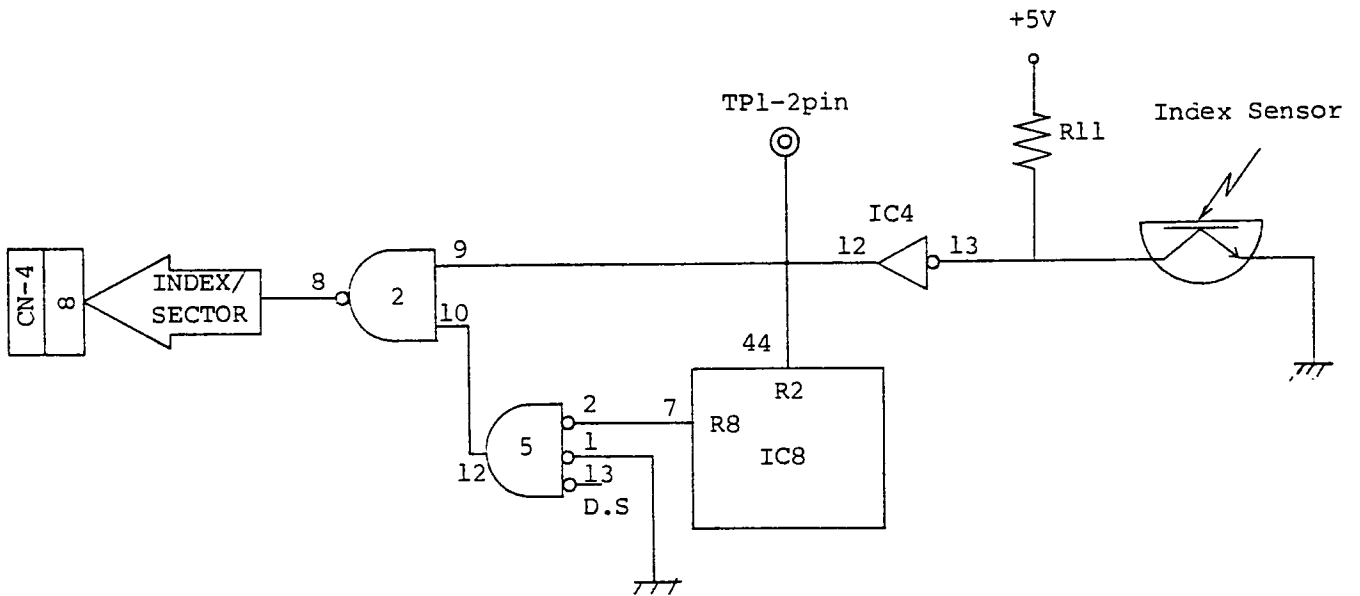 +5V
TP1-2pin
R11
Index Sensor
IC4
12
13
9
8
2
10
INDEX/
SECTOR
CN-4
8
44
R2
R8
IC8
7
2
1
13
D.S
5
12